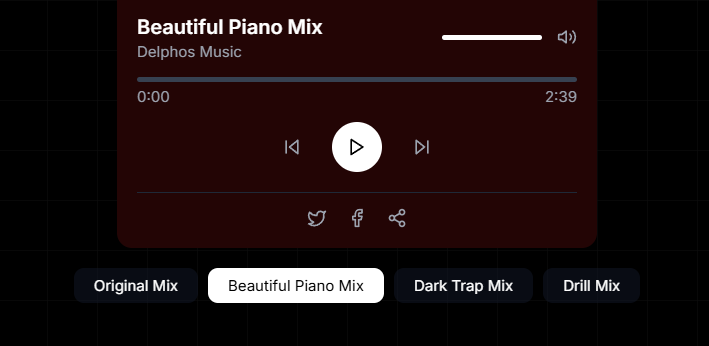 Beautiful Piano Mix
Delphos Music
0:00 2:39
Original Mix Beautiful Piano Mix Dark Trap Mix Drill Mix